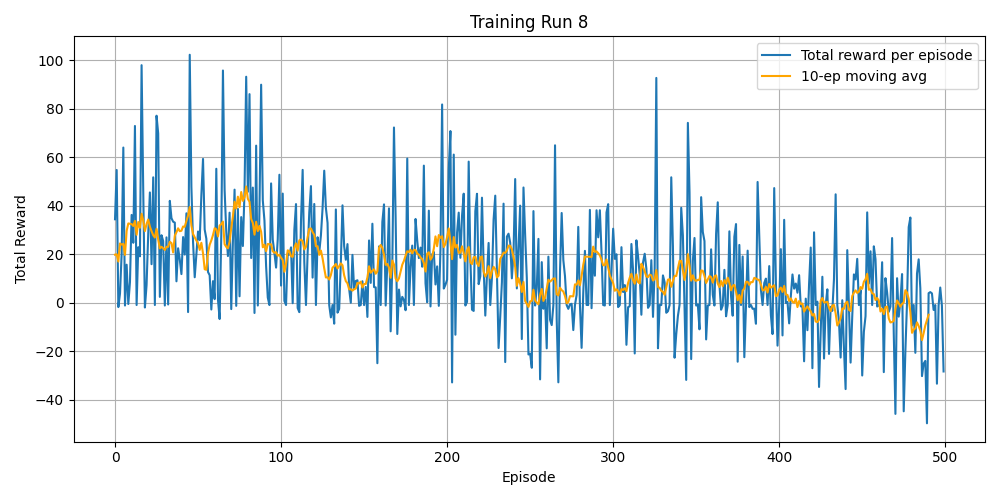 Training Run 8
Total reward per episode
10-ep moving avg
Total Reward
100
80
60
40
20
0
−20
−40
0
100
200
300
400
500
Episode